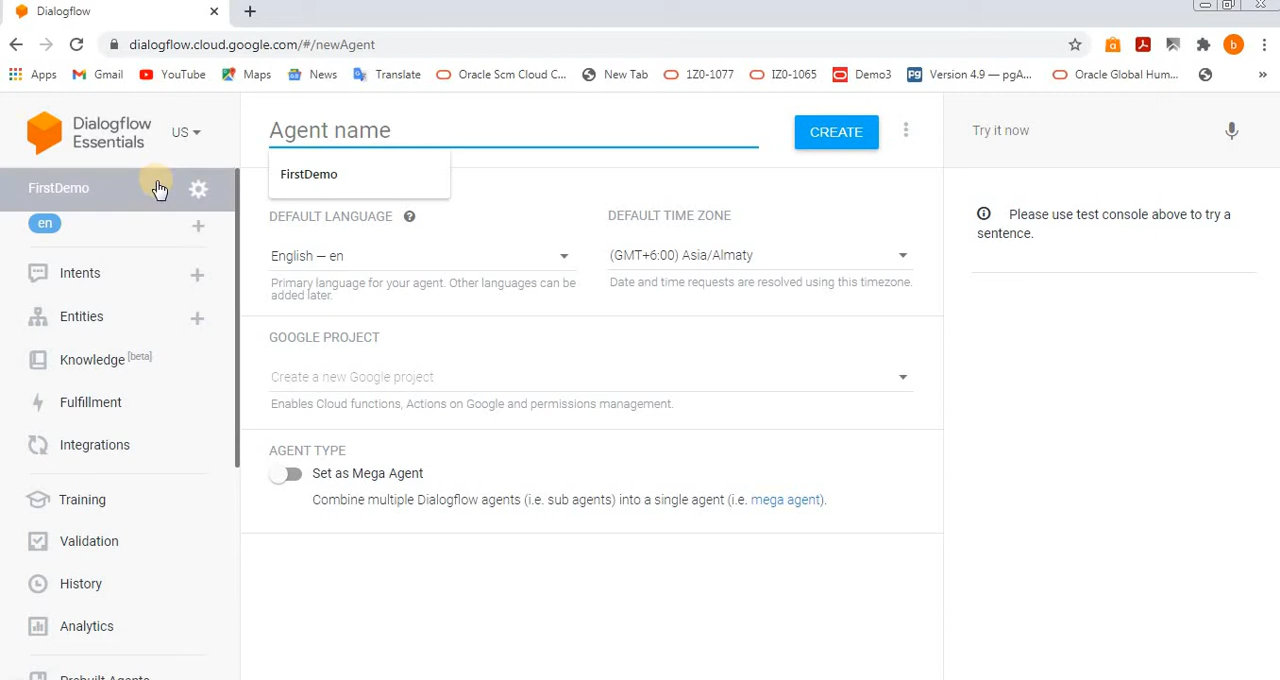 Dialogflow
dialogflow.cloud.google.com/#/newAgent
b
Apps Gmail YouTube Maps News Translate Oracle Scm Cloud C... New Tab 1Z0-1077 IZ0-1065 Demo3 Pg Version 4.9 — pgA... Oracle Global Hum... »
Dialogflow
Essentials
US
FirstDemo
en
Intents
Entities
Knowledge [beta]
Fulfillment
Integrations
Training
Validation
History
Analytics
Prebuilt Agents
Agent name
CREATE
FirstDemo
DEFAULT LANGUAGE
DEFAULT TIME ZONE
English — en
(GMT+6:00) Asia/Almaty
Primary language for your agent. Other languages can be
added later.
Date and time requests are resolved using this timezone.
GOOGLE PROJECT
Create a new Google project
Enables Cloud functions, Actions on Google and permissions management.
AGENT TYPE
Set as Mega Agent
Combine multiple Dialogflow agents (i.e. sub agents) into a single agent (i.e. mega agent).
Try it now
Please use test console above to try a
sentence.